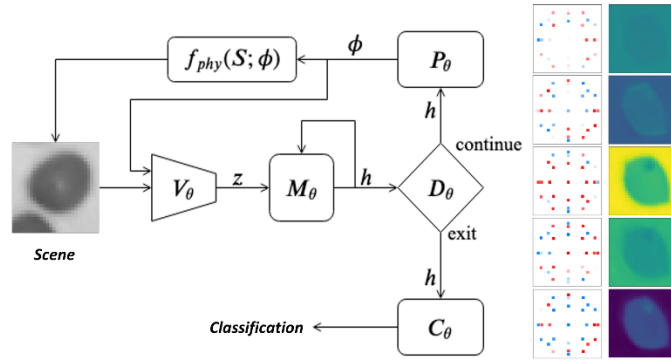 f_phy(S; ϕ)
ϕ
P_θ
h
continue
V_θ
z
M_θ
h
D_θ
Scene
exit
h
Classification
C_θ